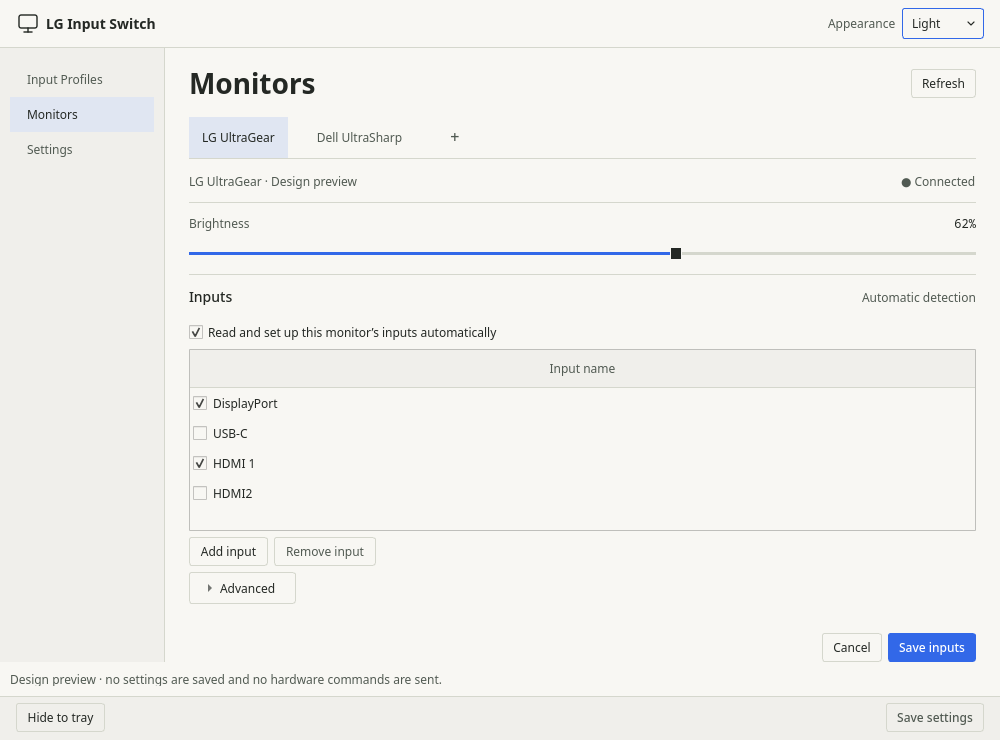 LG Input Switch
Appearance Light
Input Profiles
Monitors
Settings
Monitors
Refresh
LG UltraGear Dell UltraSharp +
LG UltraGear · Design preview ● Connected
Brightness 62%
Inputs Automatic detection
Read and set up this monitor’s inputs automatically
Input name
DisplayPort
USB-C
HDMI 1
HDMI2
Add input Remove input
Advanced
Cancel Save inputs
Design preview · no settings are saved and no hardware commands are sent.
Hide to tray Save settings